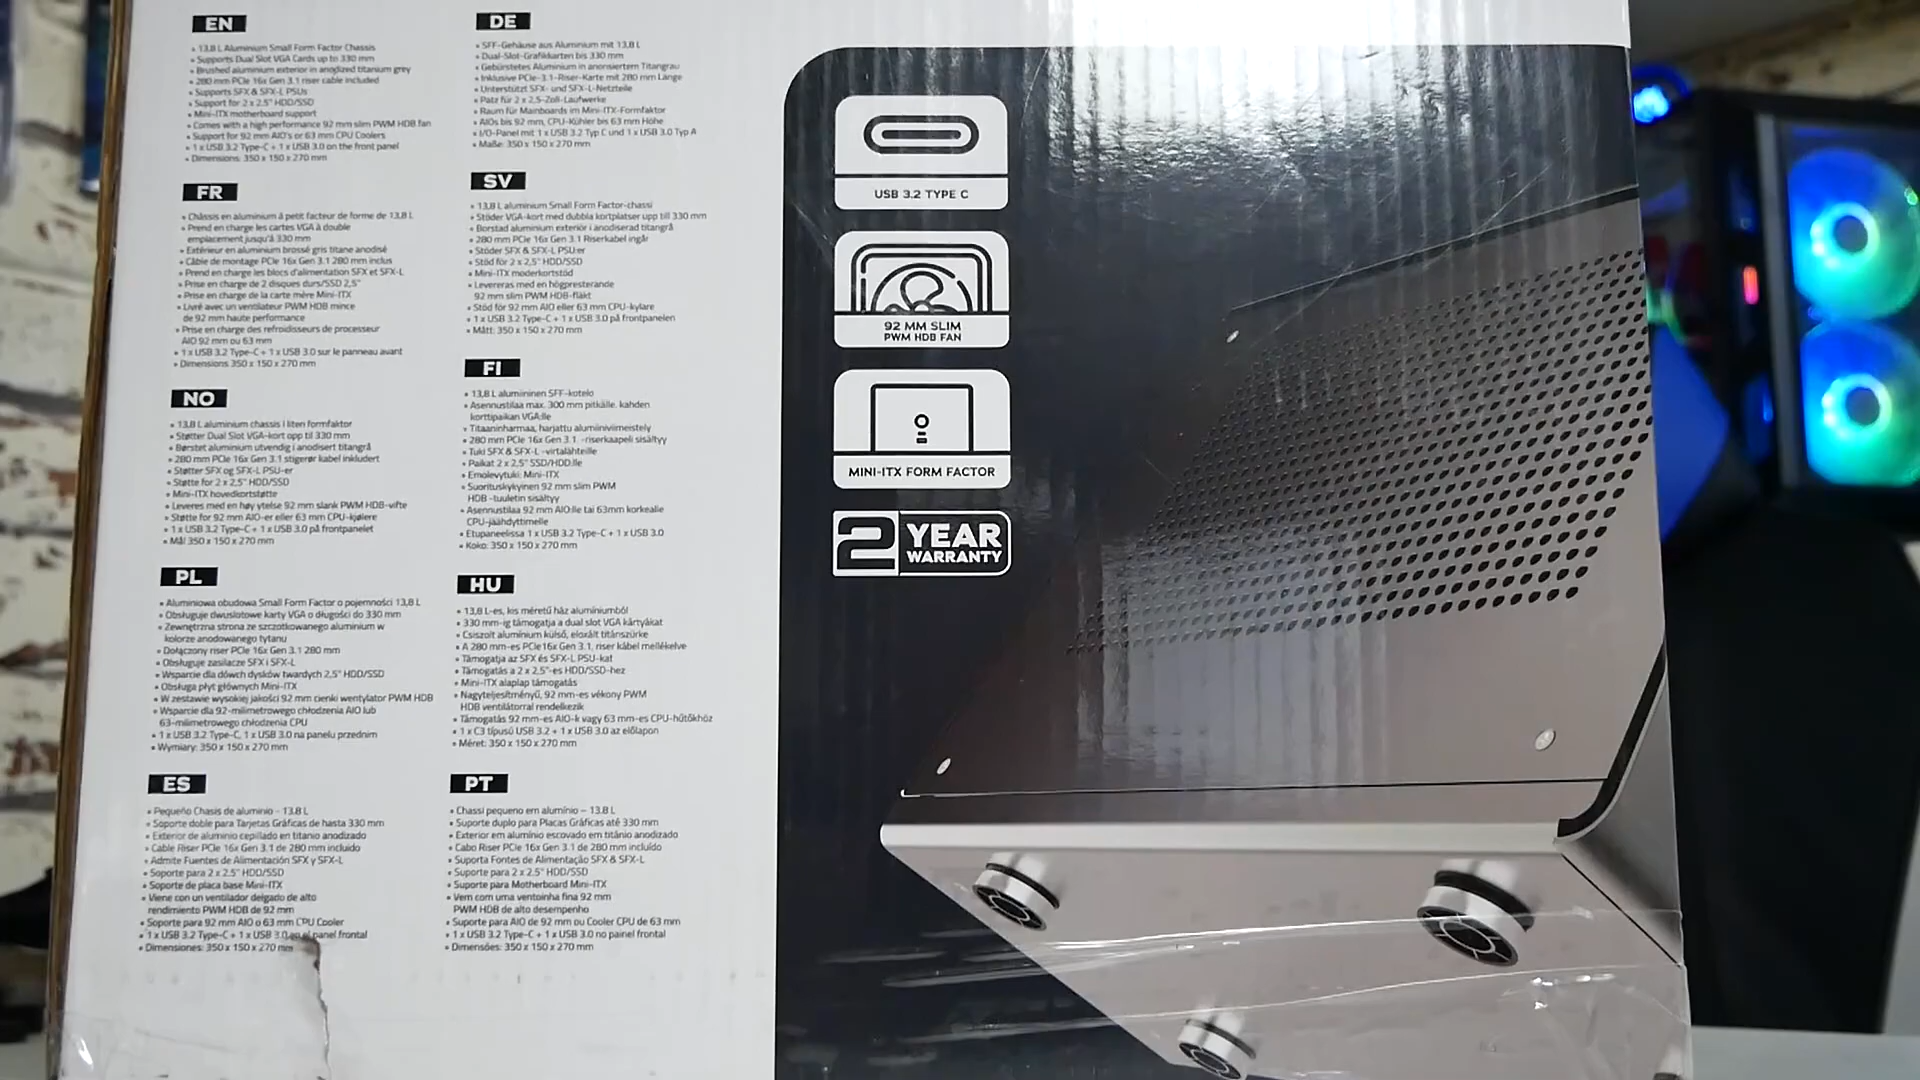 EN
• 13,8 L Aluminium Small Form Factor Chassis
• Supports Dual Slot VGA Cards up to 330 mm
• Brushed aluminium exterior in anodized titanium grey
• 280 mm PCIe 16x Gen 3.1 riser cable included
• Supports SFX & SFX-L PSUs
• Support for 2 x 2,5" HDD/SSD
• Mini-ITX motherboard support
• Comes with a high performance 92 mm slim PWM HDB fan
• Support for 92 mm AIO's or 63 mm CPU Coolers
• 1 x USB 3.2 Type-C + 1 x USB 3.0 on the front panel
• Dimensions: 350 x 150 x 270 mm
FR
• Châssis en aluminium à petit facteur de forme de 13,8 L
• Prend en charge les cartes VGA à double
emplacement jusqu'à 330 mm
• Extérieur en aluminium brossé gris titane anodisé
• Câble de montage PCIe 16x Gen 3.1 280 mm inclus
• Prend en charge les blocs d'alimentation SFX et SFX-L
• Prise en charge de 2 disques durs/SSD 2,5"
• Prise en charge de la carte mère Mini-ITX
• Livré avec un ventilateur PWM HDB mince
de 92 mm haute performance
• Prise en charge des refroidisseurs de processeur
AIO 92 mm ou 63 mm
• 1 x USB 3.2 Type-C + 1 x USB 3.0 sur le panneau avant
• Dimensions 350 x 150 x 270 mm
NO
• 13,8 L aluminium chassis i liten formfaktor
• Støtter Dual Slot VGA-kort opp til 330 mm
• Børstet aluminium utvendig i anodisert titangrå
• 280 mm PCIe 16x Gen 3.1 stigerør kabel inkludert
• Støtter SFX og SFX-L PSU-er
• Støtte for 2 x 2,5" HDD/SSD
• Mini-ITX hovedkortstøtte
• Leveres med en høy ytelse 92 mm slank PWM HDB-vifte
• Støtte for 92 mm AIO-er eller 63 mm CPU-kjølere
• 1 x USB 3.2 Type-C + 1 x USB 3.0 på frontpanelet
• Mål 350 x 150 x 270 mm
PL
• Aluminiowa obudowa Small Form Factor o pojemności 13,8 L
• Obsługuje dwuslotowe karty VGA o długości do 330 mm
• Zewnętrzna strona ze szczotkowanego aluminium w
kolorze anodowanego tytanu
• Dołączony riser PCIe 16x Gen 3.1 280 mm
• Obsługuje zasilacze SFX i SFX-L
• Wsparcie dla dówch dysków twardych 2,5" HDD/SSD
• Obsługa płyt głównych Mini-ITX
• W zestawie wysokiej jakości 92 mm cienki wentylator PWM HDB
• Wsparcie dla 92-milimetrowego chłodzenia AIO lub
63-milimetrowego chłodzenia CPU
• 1 x USB 3.2 Type-C, 1 x USB 3.0 na panelu przednim
• Wymiary: 350 x 150 x 270 mm
ES
• Pequeño Chasis de aluminio - 13.8 L
• Soporte doble para Tarjetas Gráficas de hasta 330 mm
• Exterior de aluminio cepillado en titanio anodizado
• Cable Riser PCIe 16x Gen 3.1 de 280 mm incluido
• Admite Fuentes de Alimentación SFX y SFX-L
• Soporte para 2 x 2.5" HDD/SSD
• Soporte de placa base Mini-ITX
• Viene con un ventilador delgado de alto
rendimiento PWM HDB de 92 mm
• Soporte para 92 mm AIO o 63 mm CPU Cooler
• 1 x USB 3.2 Type-C + 1 x USB 3.0 en el panel frontal
• Dimensiones: 350 x 150 x 270 mm
DE
• SFF-Gehäuse aus Aluminium mit 13,8 L
• Dual-Slot-Grafikkarten bis 330 mm
• Gebürstetes Aluminium in anorsiertem Titangrau
• Inklusive PCIe-3.1-Riser-Karte mit 280 mm Länge
• Unterstützt SFX- und SFX-L-Netzteile
• Platz für 2 x 2,5-Zoll-Laufwerke
• Raum für Mainboards im Mini-ITX-Formfaktor
• AIOs bis 92 mm, CPU-Kühler bis 63 mm Höhe
• I/O-Panel mit 1 x USB 3.2 Typ C und 1 x USB 3.0 Typ A
• Maße: 350 x 150 x 270 mm
SV
• 13,8 L aluminium Small Form Factor-chassi
• Stöder VGA-kort med dubbla kortplatser upp till 330 mm
• Borstad aluminium exteriör i anodiserad titangrå
• 280 mm PCIe 16x Gen 3.1 Riserkabel ingår
• Stöder SFX & SFX-L PSU:er
• Stöd för 2 x 2,5" HDD/SSD
• Mini-ITX moderkortstöd
• Levereras med en högpresterande
92 mm slim PWM HDB-fläkt
• Stöd för 92 mm AIO eller 63 mm CPU-kylare
• 1 x USB 3.2 Type-C + 1 x USB 3.0 på frontpanelen
• Mått: 350 x 150 x 270 mm
FI
• 13,8 L alumiininen SFF-kotelo
• Asennustilaa max. 300 mm pitkälle, kahden
korttipaikan VGA:lle
• Titaaninharmaa, harjattu alumiiniviimeistely
• 280 mm PCIe 16x Gen 3.1. -riserkaapeli sisältyy
• Tuki SFX & SFX-L -virtalähteille
• Paikat 2 x 2,5" SSD/HDD:lle
• Emolevytuki: Mini-ITX
• Suorituskykyinen 92 mm slim PWM
HDB -tuuletin sisältyy
• Asennustilaa 92 mm AIO:lle tai 63mm korkealle
CPU-jäähdyttimelle
• Etupaneelissa 1 x USB 3.2 Type-C + 1 x USB 3.0
• Koko: 350 x 150 x 270 mm
HU
• 13,8 L-es, kis méretű ház alumíniumból
• 330 mm-ig támogatja a dual slot VGA kártyákat
• Csiszolt alumínium külső, eloxált titánszürke
• A 280 mm-es PCIe 16x Gen 3.1, riser kábel mellékelve
• Támogatja az SFX és SFX-L PSU-kat
• Támogatás a 2 x 2,5"-es HDD/SSD-hez
• Mini-ITX alaplap támogatás
• Nagyteljesítményű, 92 mm-es vékony PWM
HDB ventilátorral rendelkezik
• Támogatás 92 mm-es AIO-k vagy 63 mm-es CPU-hűtőkhöz
• 1 x C3 típusú USB 3.2 + 1 x USB 3.0 az előlapon
• Méret: 350 x 150 x 270 mm
PT
• Chassi pequeno em alumínio – 13.8 L
• Suporte duplo para Placas Gráficas até 330 mm
• Exterior em alumínio escovado em titânio anodizado
• Cabo Riser PCIe 16x Gen 3.1 de 280 mm incluído
• Suporta Fontes de Alimentação SFX & SFX-L
• Suporte para 2 x 2.5" HDD/SSD
• Suporte para Motherboard Mini-ITX
• Vem com uma ventoinha fina 92 mm
PWM HDB de alto desempenho
• Suporte para AIO de 92 mm ou Cooler CPU de 63 mm
• 1 x USB 3.2 Type-C + 1 x USB 3.0 no painel frontal
• Dimensões: 350 x 150 x 270 mm
USB 3.2 TYPE C
92 MM SLIM
PWM HDB FAN
MINI-ITX FORM FACTOR
2 YEAR
WARRANTY